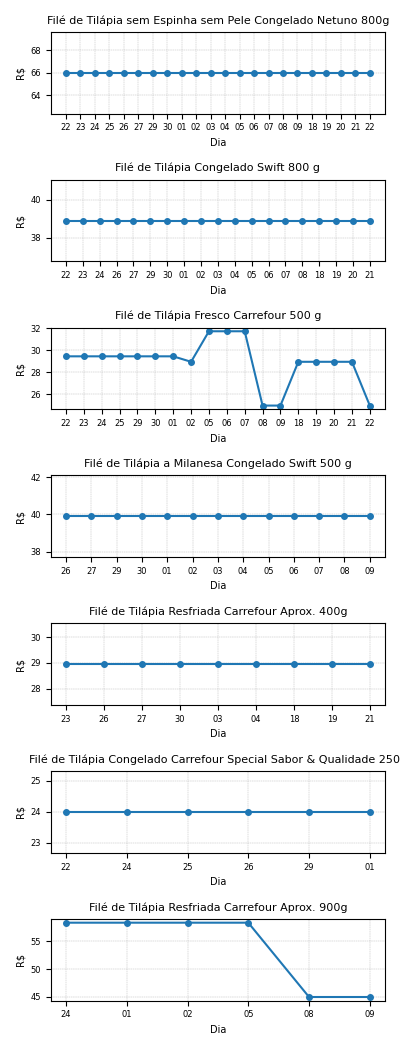 Filé de Tilápia sem Espinha sem Pele Congelado Netuno 800g
68
66
64
R$
22 23 24 25 26 27 29 30 01 02 03 04 05 06 07 08 09 18 19 20 21 22
Dia
Filé de Tilápia Congelado Swift 800 g
40
38
R$
22 23 24 26 27 29 30 01 02 03 04 05 06 07 08 18 19 20 21
Dia
Filé de Tilápia Fresco Carrefour 500 g
32
30
28
26
R$
22 23 24 25 29 30 01 02 05 06 07 08 09 18 19 20 21 22
Dia
Filé de Tilápia a Milanesa Congelado Swift 500 g
42
40
38
R$
26 27 29 30 01 02 03 04 05 06 07 08 09
Dia
Filé de Tilápia Resfriada Carrefour Aprox. 400g
30
29
28
R$
23 26 27 30 03 04 18 19 21
Dia
Filé de Tilápia Congelado Carrefour Special Sabor & Qualidade 250
25
24
23
R$
22 24 25 26 29 01
Dia
Filé de Tilápia Resfriada Carrefour Aprox. 900g
55
50
45
R$
24 01 02 05 08 09
Dia